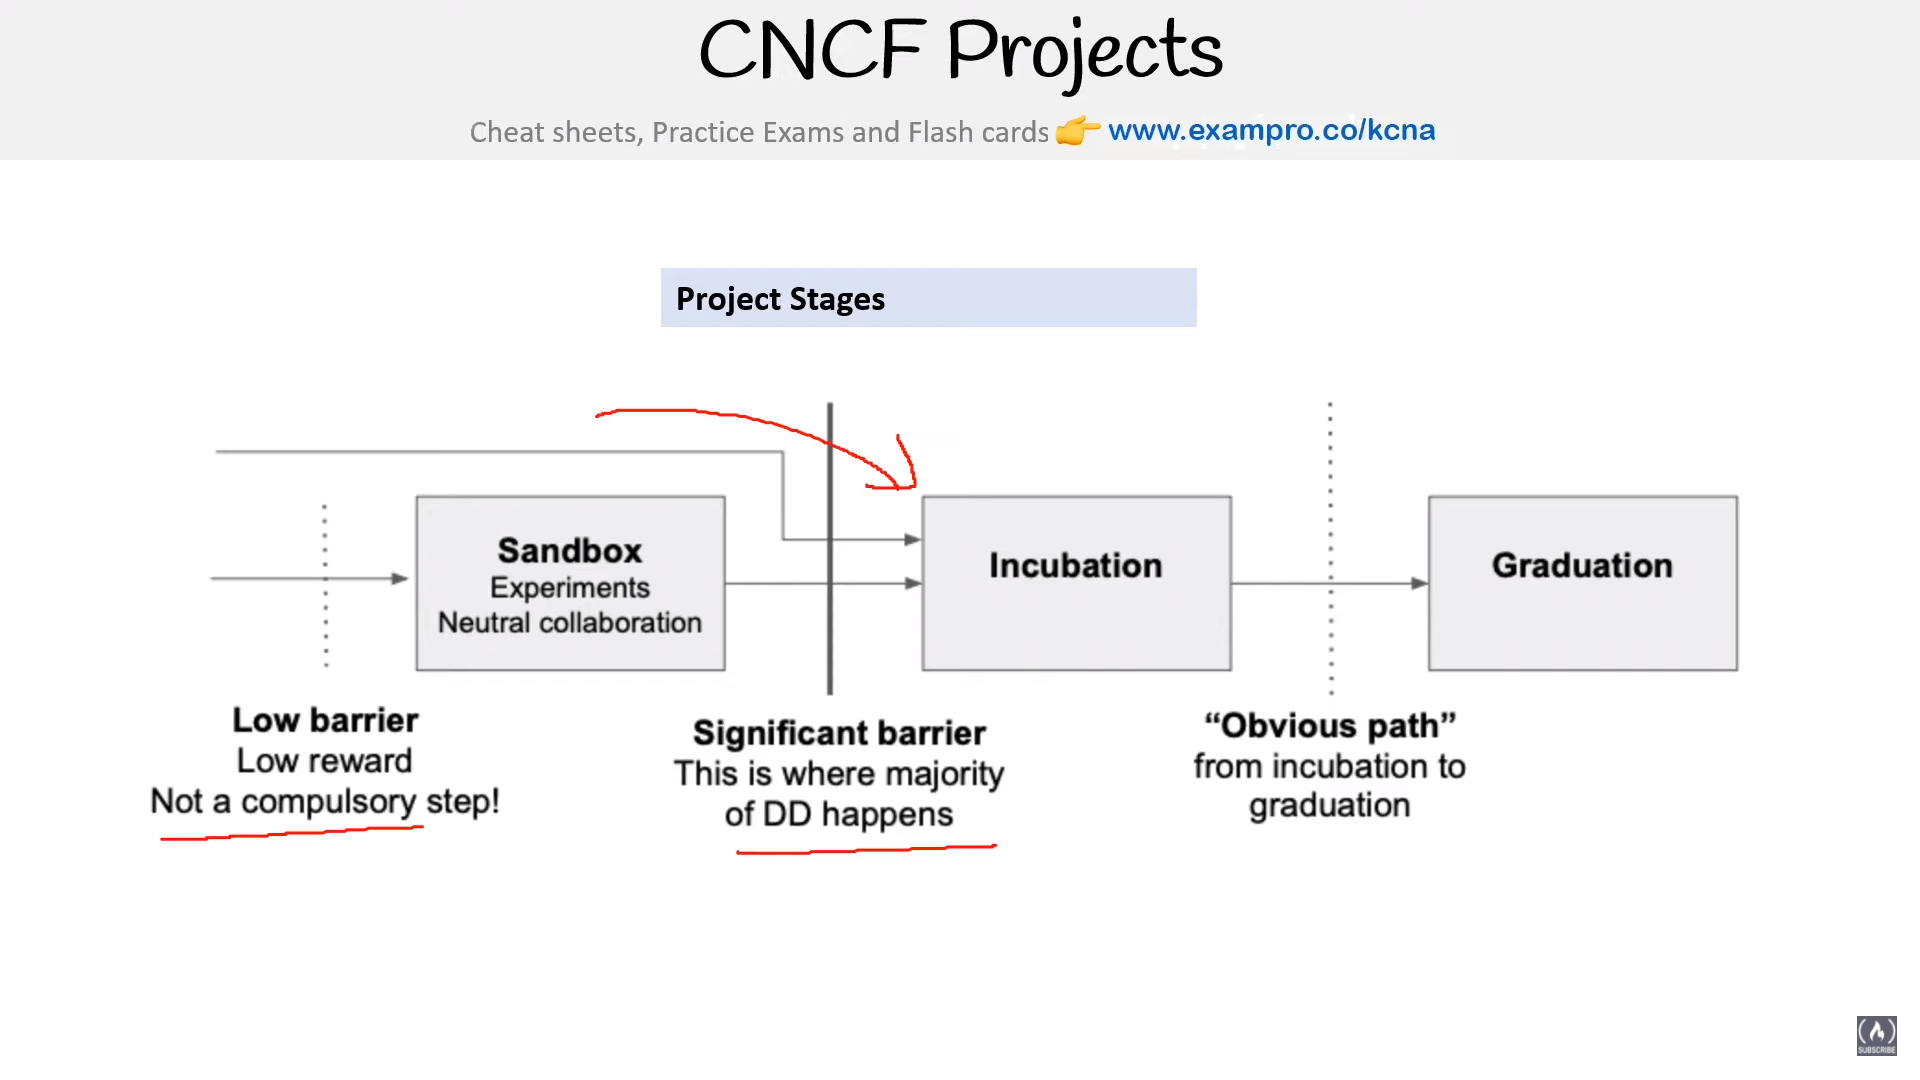 CNCF Projects
Cheat sheets, Practice Exams and Flash cards 👉 www.exampro.co/kcna
Project Stages
Sandbox
Experiments
Neutral collaboration
Incubation
Graduation
Low barrier
Low reward
Not a compulsory step!
Significant barrier
This is where majority
of DD happens
“Obvious path”
from incubation to
graduation
SUBSCRIBE